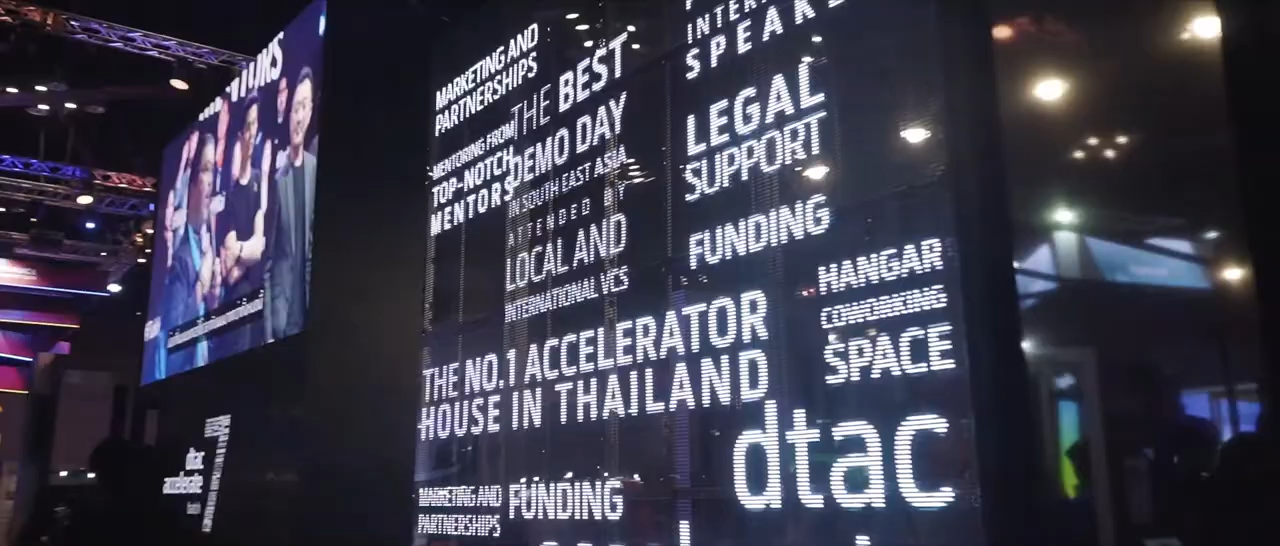 MARKETING AND
PARTNERSHIPS
MENTORING FROM
TOP-NOTCH
MENTORS
THE BEST
DEMO DAY
IN SOUTH EAST ASIA
ATTENDED BY
LOCAL AND
INTERNATIONAL VCS
SPEAK
LEGAL
SUPPORT
FUNDING
HANGAR
COWORKING
SPACE
THE NO.1 ACCELERATOR
HOUSE IN THAILAND
dtac
MARKETING AND
PARTNERSHIPS
FUNDING
dtac
accelerate